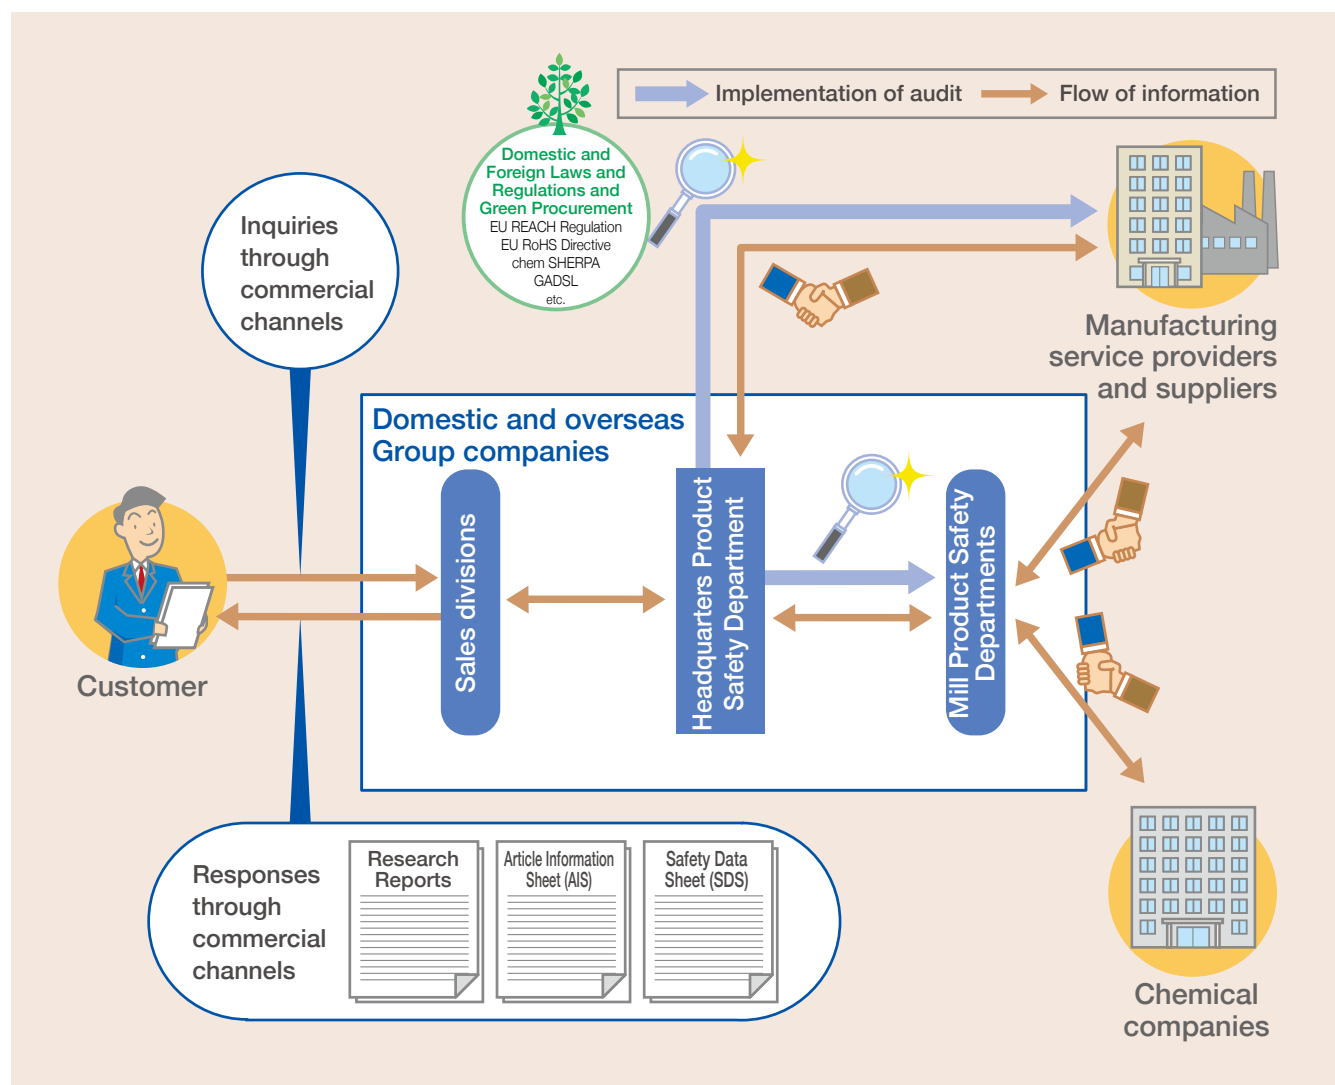 Implementation of audit
Flow of information
Domestic and
Foreign Laws and
Regulations and
Green Procurement
EU REACH Regulation
EU RoHS Directive
chem SHERPA
GADSL
etc.
Inquiries
through
commercial
channels
Manufacturing
service providers
and suppliers
Domestic and overseas
Group companies
Customer
Sales divisions
Headquarters Product
Safety Department
Mill Product Safety
Departments
Responses
through
commercial
channels
Research
Reports
Article Information
Sheet (AIS)
Safety Data
Sheet (SDS)
Chemical
companies